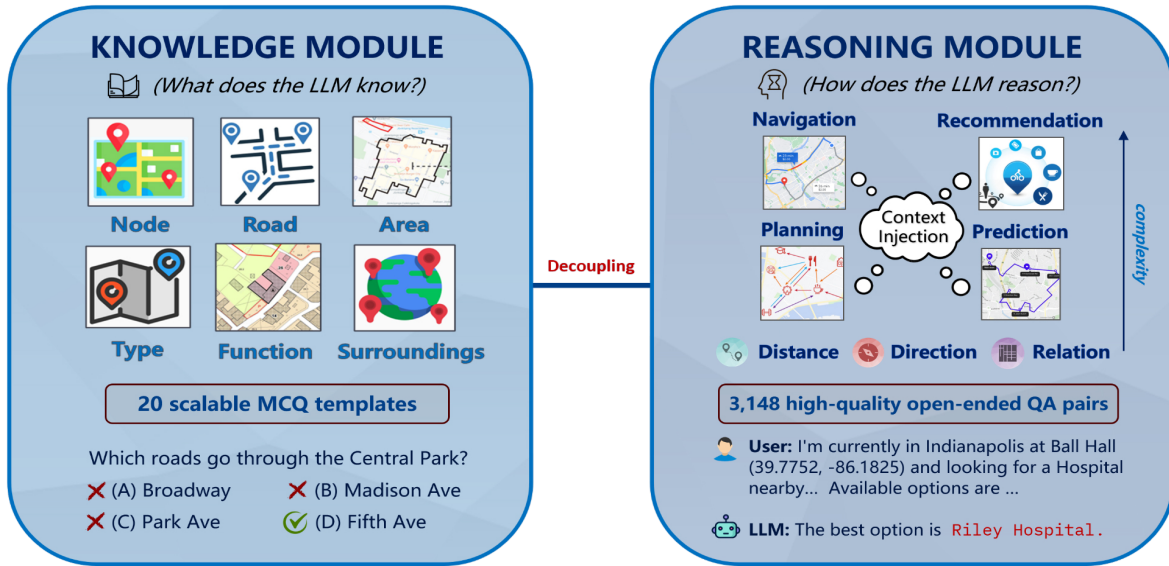 KNOWLEDGE MODULE
(What does the LLM know?)
Node
Road
Area
Type
Function
Surroundings
20 scalable MCQ templates
Which roads go through the Central Park?
(A) Broadway
(B) Madison Ave
(C) Park Ave
(D) Fifth Ave
Decoupling
REASONING MODULE
(How does the LLM reason?)
Navigation
Recommendation
Context
Injection
Planning
Prediction
complexity
Distance
Direction
Relation
3,148 high-quality open-ended QA pairs
User: I'm currently in Indianapolis at Ball Hall
(39.7752, -86.1825) and looking for a Hospital
nearby... Available options are ...
LLM: The best option is Riley Hospital.